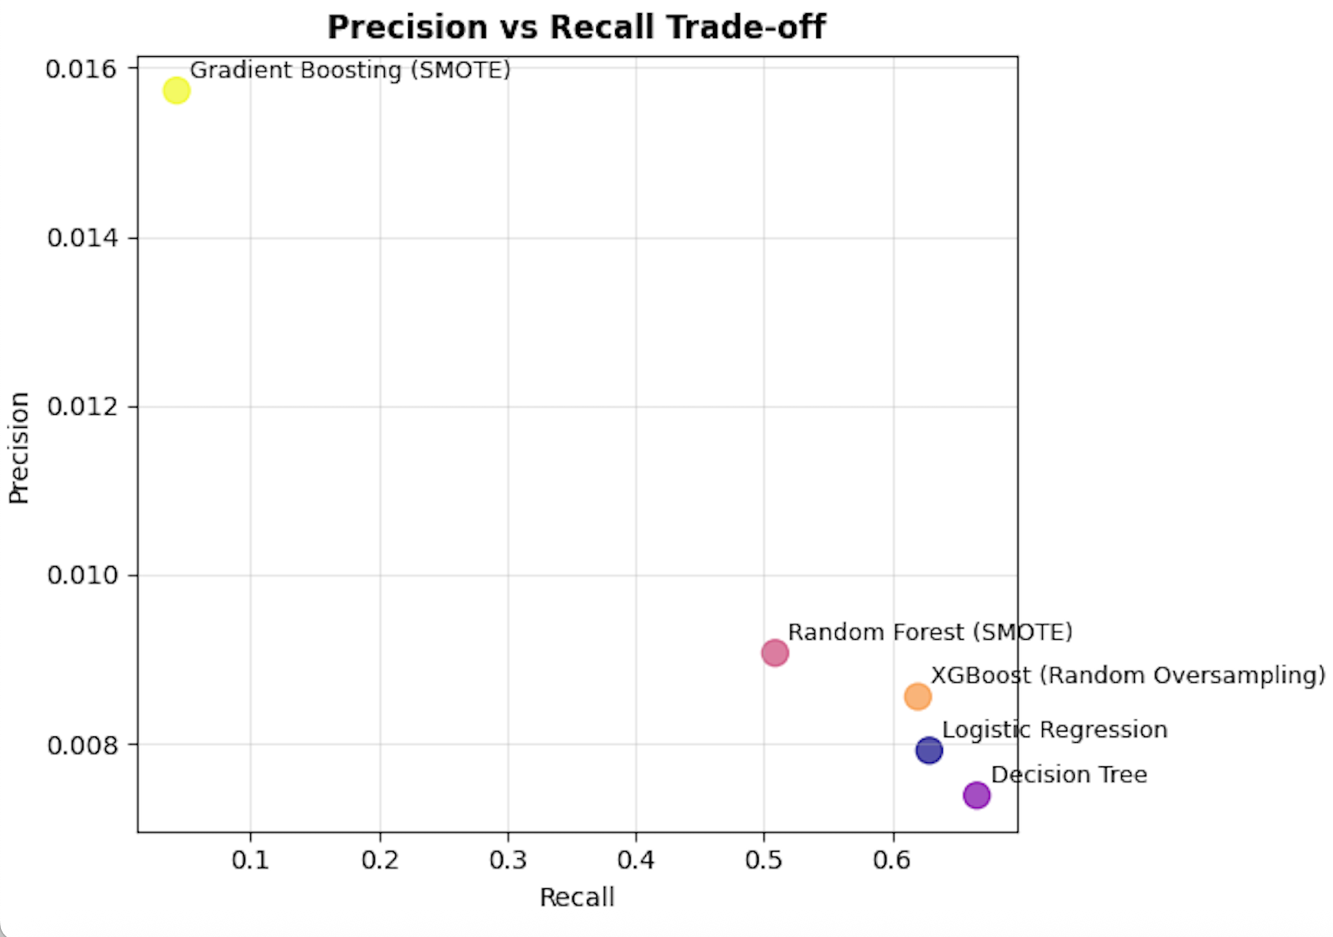 Precision vs Recall Trade-off
0.016
Gradient Boosting (SMOTE)
0.014
0.012
Precision
0.010
Random Forest (SMOTE)
XGBoost (Random Oversampling)
0.008
Logistic Regression
Decision Tree
0.1 0.2 0.3 0.4 0.5 0.6
Recall